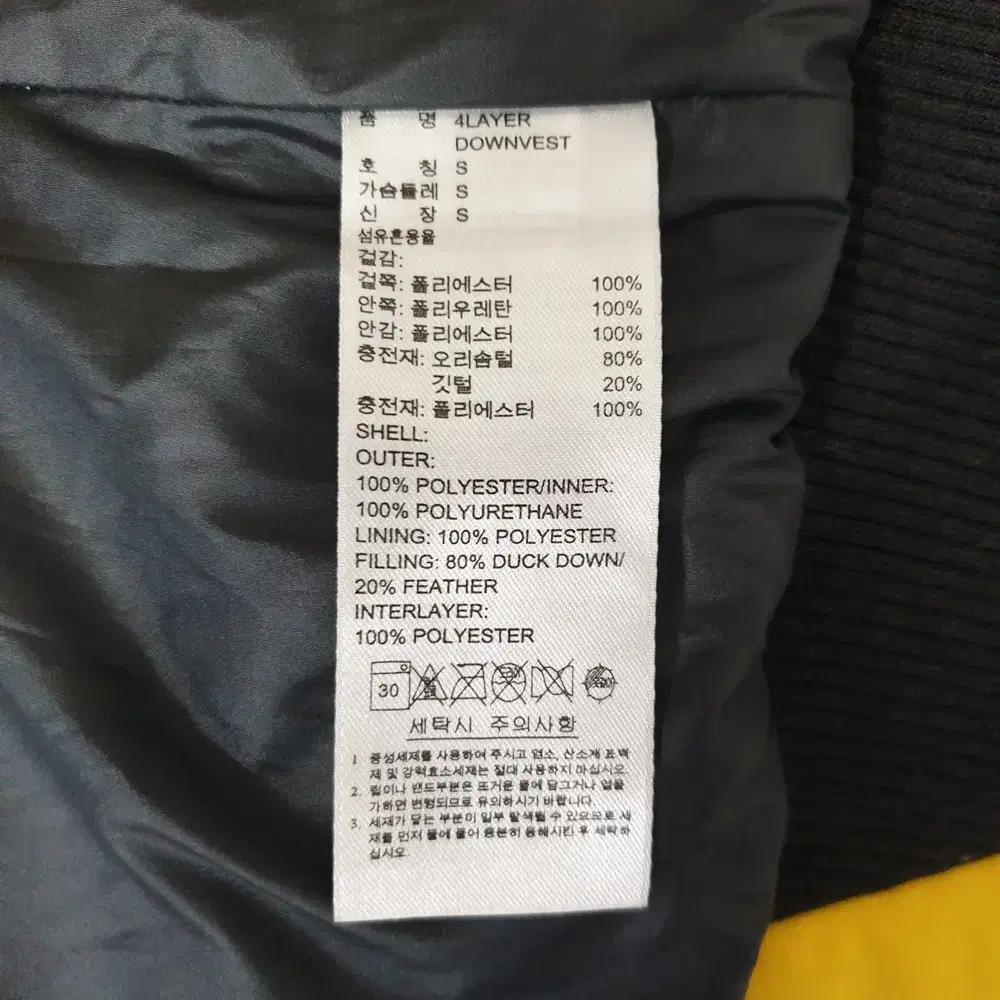 품 명 4LAYER
DOWNVEST
호 칭 S
가슴둘레 S
신 장 S
섬유혼용율
겉감:
겉쪽: 폴리에스터 100%
안쪽: 폴리우레탄 100%
안감: 폴리에스터 100%
충전재: 오리솜털 80%
깃털 20%
충전재: 폴리에스터 100%
SHELL:
OUTER:
100% POLYESTER/INNER:
100% POLYURETHANE
LINING: 100% POLYESTER
FILLING: 80% DUCK DOWN/
20% FEATHER
INTERLAYER:
100% POLYESTER
30
세탁시 주의사항
1 중성세제를 사용하여 주시고 염소, 산소계 표백
제 및 강력효소세제는 절대 사용하지 마십시오.
2. 립이나 밴드부분은 뜨거운 물에 담그거나 열을
가하면 변형되므로 유의하시기 바랍니다.
3. 세제가 닿는 부분이 일부 탈색될 수 있으므로 세
제를 먼저 물에 풀어 충분히 용해시킨 후 세탁하
십시오.